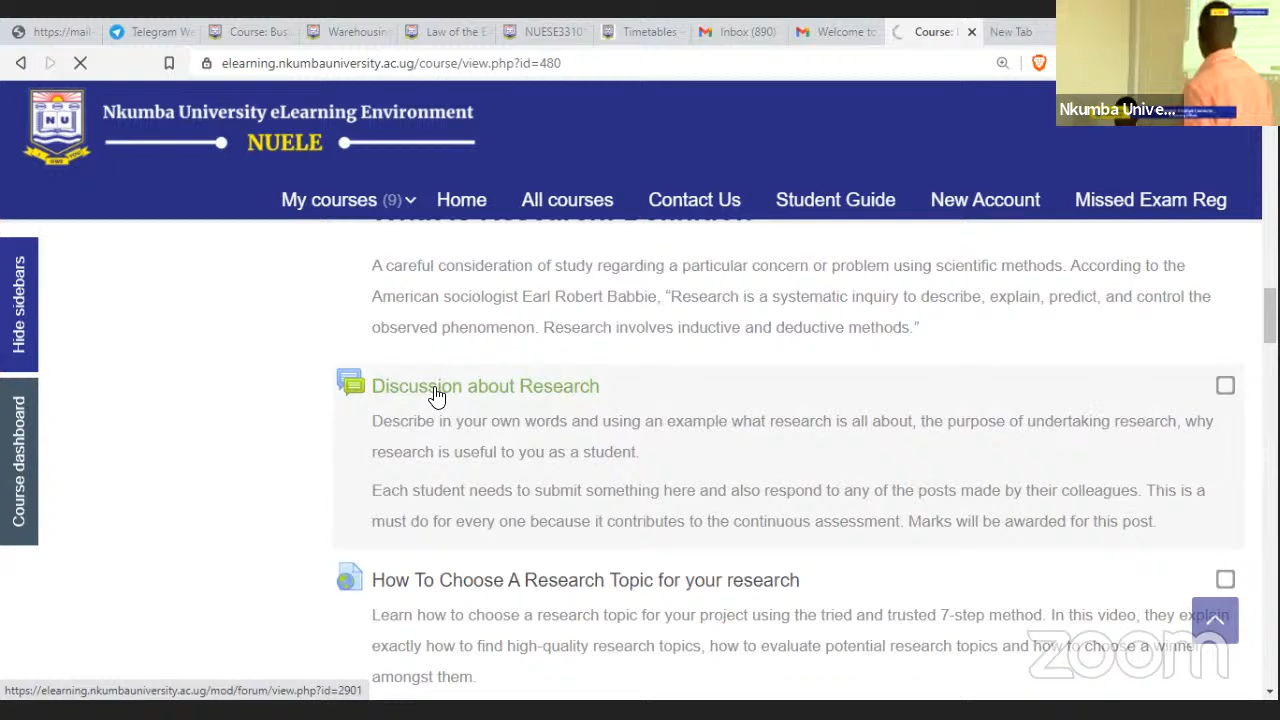 https://mail-
Telegram We
Course: Bus
Warehousin
Law of the E
NUESE3310
Timetables -
Inbox (890)
Welcome to
Course: I
New Tab
elearning.nkumbauniversity.ac.ug/course/view.php?id=480
Nkumba Unive...
Nkumba University eLearning Environment
NUELE
My courses (9)
Home
All courses
Contact Us
Student Guide
New Account
Missed Exam Reg
Hide sidebars
Course dashboard
A careful consideration of study regarding a particular concern or problem using scientific methods. According to the
American sociologist Earl Robert Babbie, “Research is a systematic inquiry to describe, explain, predict, and control the
observed phenomenon. Research involves inductive and deductive methods.”
Discussion about Research
Describe in your own words and using an example what research is all about, the purpose of undertaking research, why
research is useful to you as a student.
Each student needs to submit something here and also respond to any of the posts made by their colleagues. This is a
must do for every one because it contributes to the continuous assessment. Marks will be awarded for this post.
How To Choose A Research Topic for your research
Learn how to choose a research topic for your project using the tried and trusted 7-step method. In this video, they explain
exactly how to find high-quality research topics, how to evaluate potential research topics and how to choose a winner
amongst them.
zoom
https://elearning.nkumbauniversity.ac.ug/mod/forum/view.php?id=2901